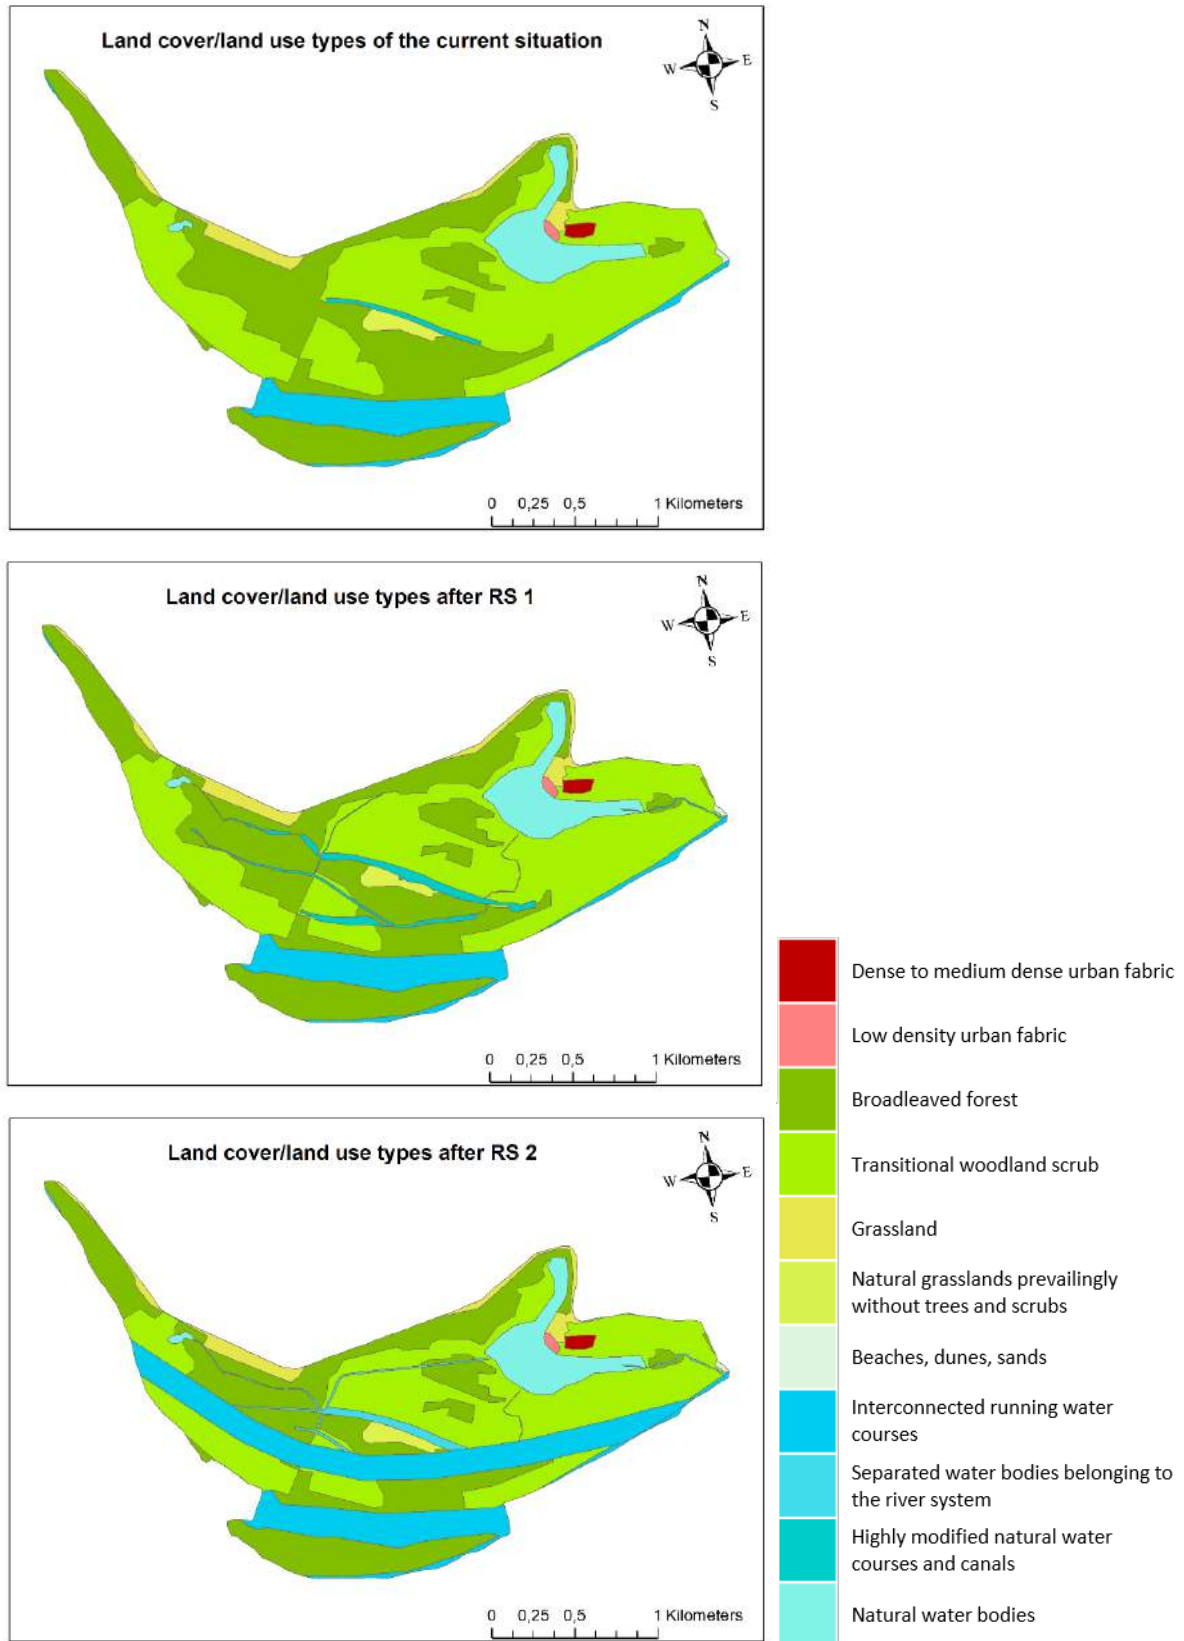 Land cover/land use types of the current situation
N
W E
S
0 0,25 0,5 1 Kilometers
Land cover/land use types after RS 1
N
W E
S
0 0,25 0,5 1 Kilometers
Land cover/land use types after RS 2
N
W E
S
0 0,25 0,5 1 Kilometers
Dense to medium dense urban fabric
Low density urban fabric
Broadleaved forest
Transitional woodland scrub
Grassland
Natural grasslands prevailingly
without trees and scrubs
Beaches, dunes, sands
Interconnected running water
courses
Separated water bodies belonging to
the river system
Highly modified natural water
courses and canals
Natural water bodies